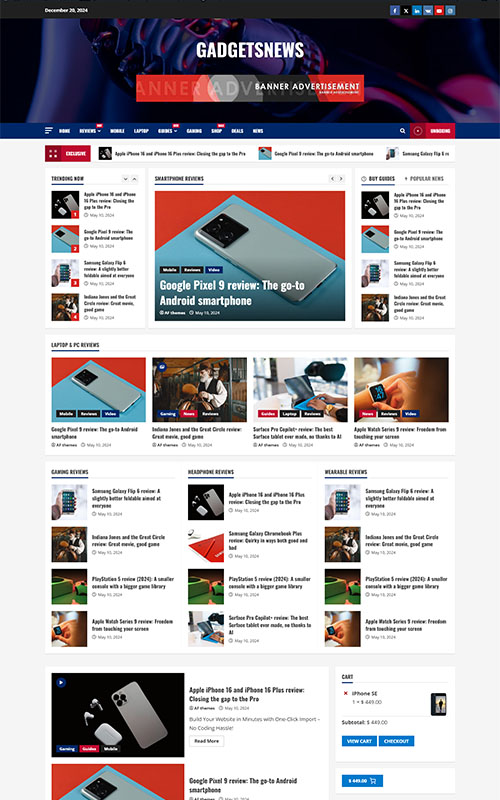 December 20, 2024
GADGETSNEWS
BANNER ADVERTISEMENT
BANNER ADVERTISEMENT
HOME REVIEWS MOBILE LAPTOP GUIDES GAMING SHOP DEALS NEWS
UNBOXING
EXCLUSIVE
Apple iPhone 16 and iPhone 16 Plus review: Closing the gap to the Pro
Google Pixel 9 review: The go-to Android smartphone
Samsung Galaxy Flip 6 r
TRENDING NOW
Apple iPhone 16 and iPhone
16 Plus review: Closing the
gap to the Pro
May 10, 2024
1
Google Pixel 9 review: The
go-to Android smartphone
May 10, 2024
2
Samsung Galaxy Flip 6
review: A slightly better
foldable aimed at everyone
May 10, 2024
3
Indiana Jones and the Great
Circle review: Great movie,
good game
May 10, 2024
4
SMARTPHONE REVIEWS
Mobile Reviews Video
Google Pixel 9 review: The go-to
Android smartphone
AF themes May 10, 2024
BUY GUIDES POPULAR NEWS
Apple iPhone 16 and iPhone
16 Plus review: Closing the
gap to the Pro
May 10, 2024
Google Pixel 9 review: The
go-to Android smartphone
May 10, 2024
Samsung Galaxy Flip 6
review: A slightly better
foldable aimed at everyone
May 10, 2024
Indiana Jones and the Great
Circle review: Great movie,
good game
May 10, 2024
LAPTOP & PC REVIEWS
Mobile Reviews Video
Google Pixel 9 review: The go-to Android
smartphone
AF themes May 10, 2024
Gaming News Reviews
Indiana Jones and the Great Circle review:
Great movie, good game
AF themes May 10, 2024
Guides Laptop Reviews
Surface Pro Copilot+ review: The best
Surface tablet ever made, no thanks to AI
AF themes May 10, 2024
Apple Watch Series 9 review: Freedom from
touching your screen
AF themes May 10, 2024
GAMING REVIEWS
Samsung Galaxy Flip 6 review: A
slightly better foldable aimed at
everyone
May 10, 2024
Indiana Jones and the Great Circle
review: Great movie, good game
May 10, 2024
PlayStation 5 review (2024): A smaller
console with a bigger game library
May 10, 2024
Apple Watch Series 9 review: Freedom
from touching your screen
May 10, 2024
HEADPHONE REVIEWS
Apple iPhone 16 and iPhone 16 Plus
review: Closing the gap to the Pro
May 10, 2024
Samsung Galaxy Chromebook Plus
review: Quirky in ways both good and
bad
May 10, 2024
PlayStation 5 review (2024): A smaller
console with a bigger game library
May 10, 2024
Surface Pro Copilot+ review: The best
Surface tablet ever made, no thanks to
AI
May 10, 2024
WEARABLE REVIEWS
Samsung Galaxy Flip 6 review: A
slightly better foldable aimed at
everyone
May 10, 2024
Indiana Jones and the Great Circle
review: Great movie, good game
May 10, 2024
PlayStation 5 review (2024): A smaller
console with a bigger game library
May 10, 2024
Apple Watch Series 9 review: Freedom
from touching your screen
May 10, 2024
Gaming Guides Mobile
Apple iPhone 16 and iPhone 16 Plus review:
Closing the gap to the Pro
AF themes May 10, 2024
Build Your Website in Minutes with One-Click Import –
No Coding Hassle!
Read More
Google Pixel 9 review: The go-to Android
smartphone
AF themes May 10, 2024
CART
iPhone SE
1 × $ 449.00
Subtotal: $ 449.00
VIEW CART CHECKOUT
$ 449.00